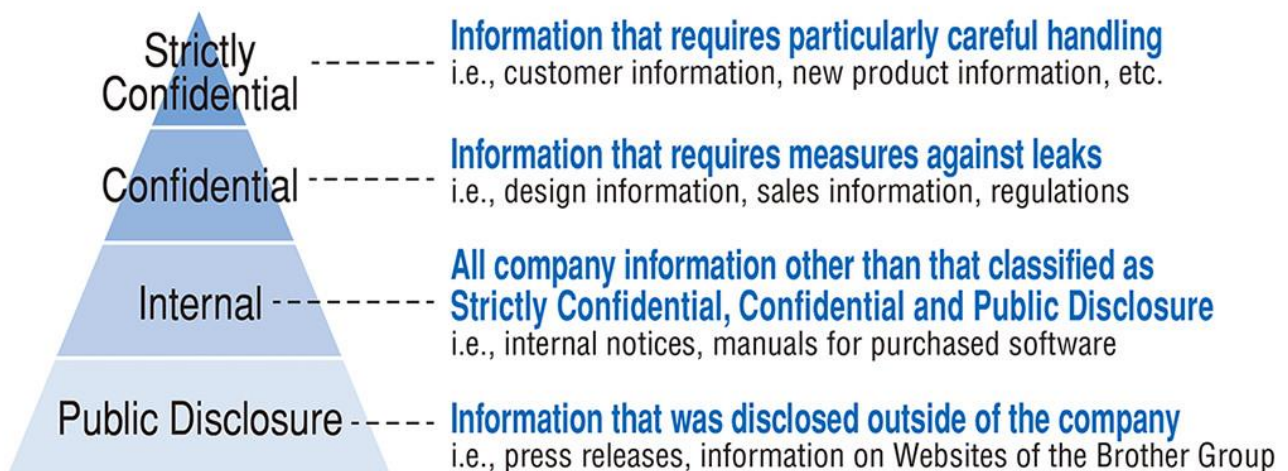 Strictly
Confidential
Information that requires particularly careful handling
i.e., customer information, new product information, etc.
Confidential
Information that requires measures against leaks
i.e., design information, sales information, regulations
Internal
All company information other than that classified as
Strictly Confidential, Confidential and Public Disclosure
i.e., internal notices, manuals for purchased software
Public Disclosure
Information that was disclosed outside of the company
i.e., press releases, information on Websites of the Brother Group